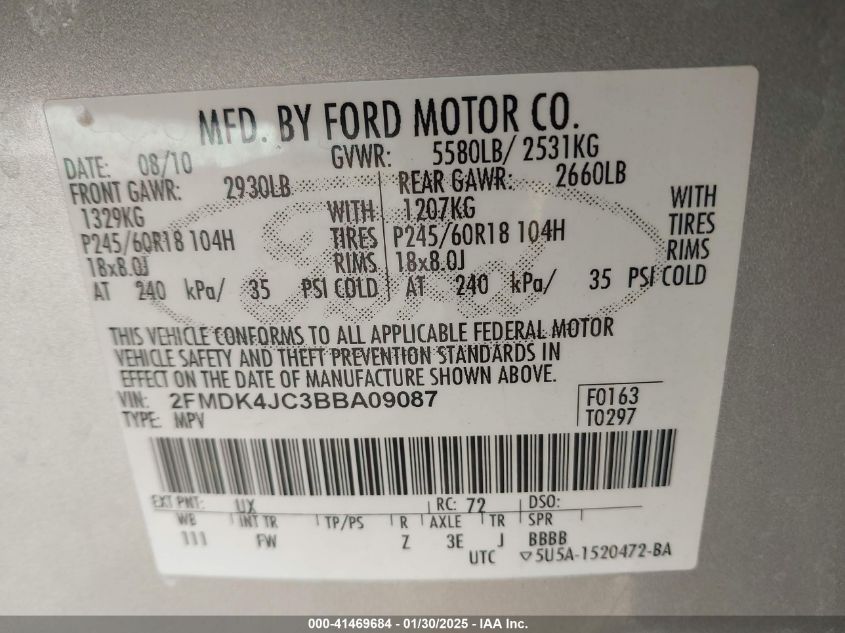 MFD. BY FORD MOTOR CO.
DATE: 08/10 GVWR: 5580LB/ 2531KG
FRONT GAWR: 2930LB REAR GAWR: 2660LB
1329KG WITH 1207KG WITH
P245/60R18 104H TIRES P245/60R18 104H TIRES
18x8.0J RIMS 18x8.0J RIMS
AT 240 kPa/ 35 PSI COLD AT 240 kPa/ 35 PSI COLD
THIS VEHICLE CONFORMS TO ALL APPLICABLE FEDERAL MOTOR
VEHICLE SAFETY AND THEFT PREVENTION STANDARDS IN
EFFECT ON THE DATE OF MANUFACTURE SHOWN ABOVE.
VIN: 2FMDK4JC3BBA09087 F0163
TYPE: MPV T0297
EXT PNT: UX RC: 72 DSO:
WB INT TR TP/PS R AXLE TR SPR
111 FW Z 3E J BBBB
UTC ▽5U5A-1520472-BA
000-41469684 - 01/30/2025 - IAA Inc.